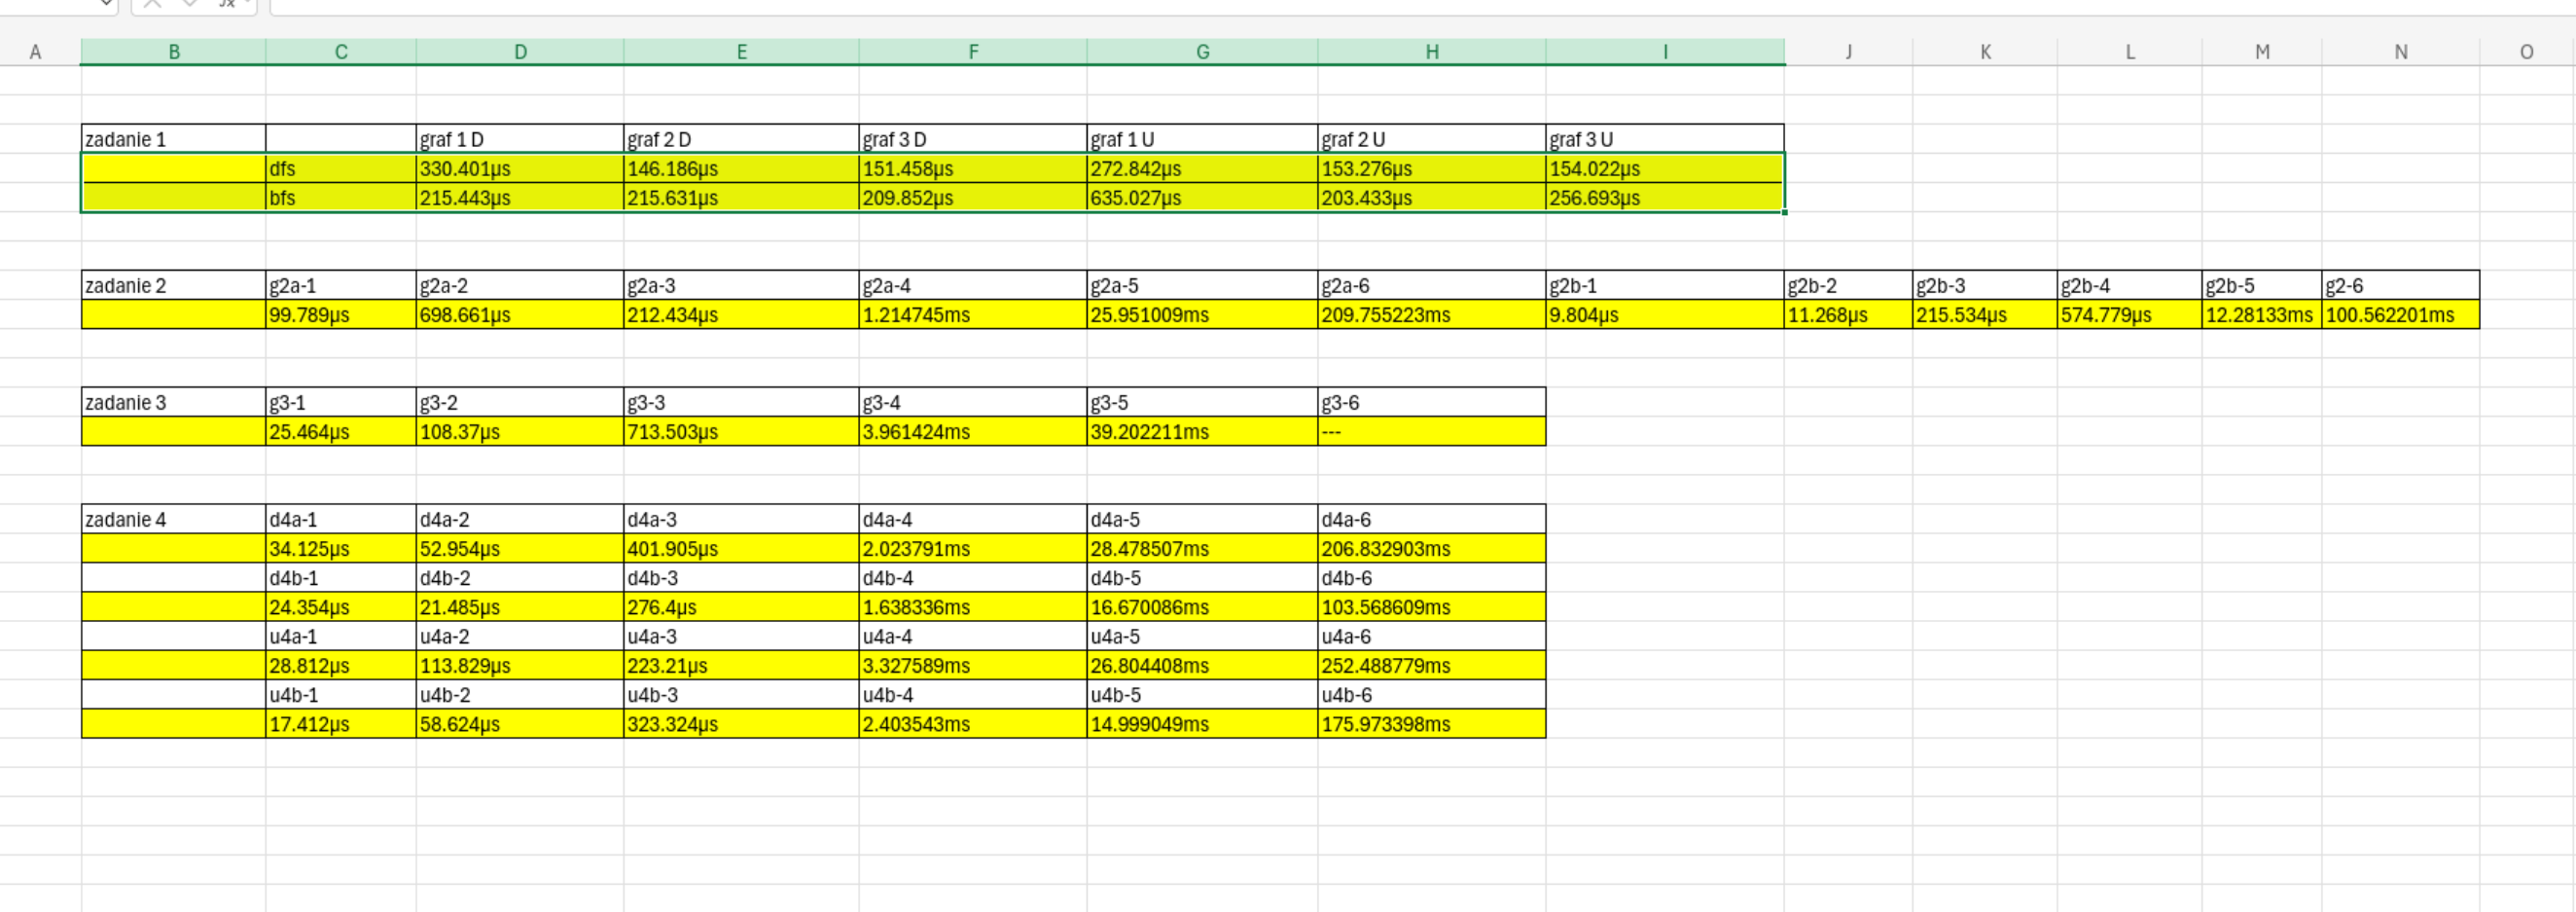 A B C D E F G H I J K L M N O
zadanie 1 graf 1 D graf 2 D graf 3 D graf 1 U graf 2 U graf 3 U
dfs 330.401µs 146.186µs 151.458µs 272.842µs 153.276µs 154.022µs
bfs 215.443µs 215.631µs 209.852µs 635.027µs 203.433µs 256.693µs
zadanie 2 g2a-1 g2a-2 g2a-3 g2a-4 g2a-5 g2a-6 g2b-1 g2b-2 g2b-3 g2b-4 g2b-5 g2-6
99.789µs 698.661µs 212.434µs 1.214745ms 25.951009ms 209.755223ms 9.804µs 11.268µs 215.534µs 574.779µs 12.28133ms 100.562201ms
zadanie 3 g3-1 g3-2 g3-3 g3-4 g3-5 g3-6
25.464µs 108.37µs 713.503µs 3.961424ms 39.202211ms ---
zadanie 4 d4a-1 d4a-2 d4a-3 d4a-4 d4a-5 d4a-6
34.125µs 52.954µs 401.905µs 2.023791ms 28.478507ms 206.832903ms
d4b-1 d4b-2 d4b-3 d4b-4 d4b-5 d4b-6
24.354µs 21.485µs 276.4µs 1.638336ms 16.670086ms 103.568609ms
u4a-1 u4a-2 u4a-3 u4a-4 u4a-5 u4a-6
28.812µs 113.829µs 223.21µs 3.327589ms 26.804408ms 252.488779ms
u4b-1 u4b-2 u4b-3 u4b-4 u4b-5 u4b-6
17.412µs 58.624µs 323.324µs 2.403543ms 14.999049ms 175.973398ms